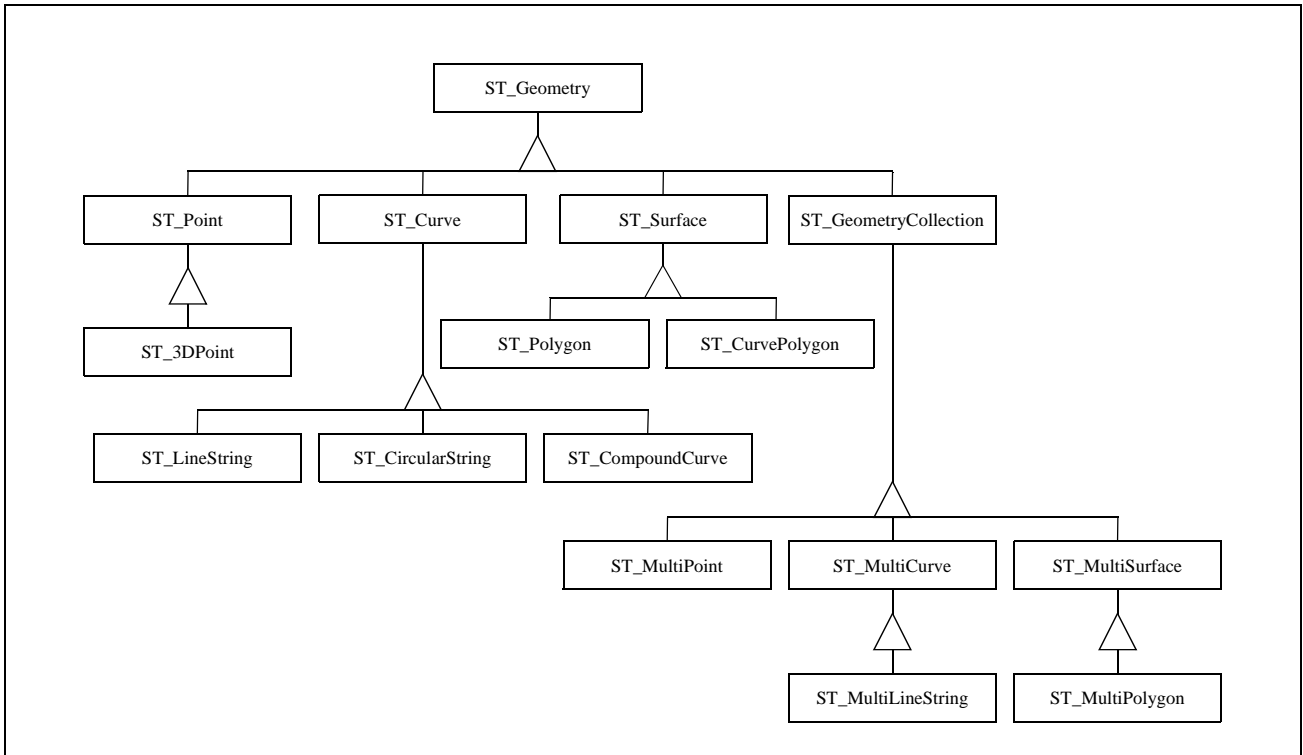 ST_Geometry
ST_Point
ST_Curve
ST_Surface
ST_GeometryCollection
ST_3DPoint
ST_Polygon
ST_CurvePolygon
ST_LineString
ST_CircularString
ST_CompoundCurve
ST_MultiPoint
ST_MultiCurve
ST_MultiSurface
ST_MultiLineString
ST_MultiPolygon